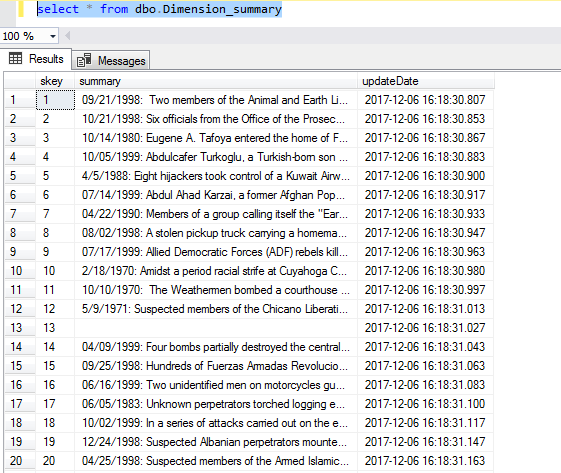 select * from dbo.Dimension_summary
100 %
Results Messages
skey summary updateDate
1 1 09/21/1998: Two members of the Animal and Earth Li... 2017-12-06 16:18:30.807
2 2 10/21/1998: Six officials from the Office of the Prosec... 2017-12-06 16:18:30.853
3 3 10/14/1980: Eugene A. Tafoya entered the home of F... 2017-12-06 16:18:30.867
4 4 10/05/1999: Abdulcafer Turkoglu, a Turkish-born son ... 2017-12-06 16:18:30.883
5 5 4/5/1988: Eight hijackers took control of a Kuwait Airw... 2017-12-06 16:18:30.900
6 6 07/14/1999: Abdul Ahad Karzai, a former Afghan Pop... 2017-12-06 16:18:30.917
7 7 04/22/1990: Members of a group calling itself the "Ear... 2017-12-06 16:18:30.933
8 8 08/02/1998: A stolen pickup truck carrying a homema... 2017-12-06 16:18:30.947
9 9 07/17/1999: Allied Democratic Forces (ADF) rebels kill... 2017-12-06 16:18:30.963
10 10 2/18/1970: Amidst a period racial strife at Cuyahoga C... 2017-12-06 16:18:30.980
11 11 10/10/1970: The Weathermen bombed a courthouse ... 2017-12-06 16:18:30.997
12 12 5/9/1971: Suspected members of the Chicano Liberati... 2017-12-06 16:18:31.013
13 13 2017-12-06 16:18:31.027
14 14 04/09/1999: Four bombs partially destroyed the central... 2017-12-06 16:18:31.043
15 15 09/25/1998: Hundreds of Fuerzas Armadas Revolucio... 2017-12-06 16:18:31.063
16 16 06/16/1999: Two unidentified men on motorcycles gu... 2017-12-06 16:18:31.083
17 17 06/05/1983: Unknown perpetrators torched logging e... 2017-12-06 16:18:31.100
18 18 10/02/1999: In a series of attacks carried out on the e... 2017-12-06 16:18:31.117
19 19 12/24/1998: Suspected Albanian perpetrators mounte... 2017-12-06 16:18:31.147
20 20 04/25/1998: Suspected members of the Armed Islamic... 2017-12-06 16:18:31.163